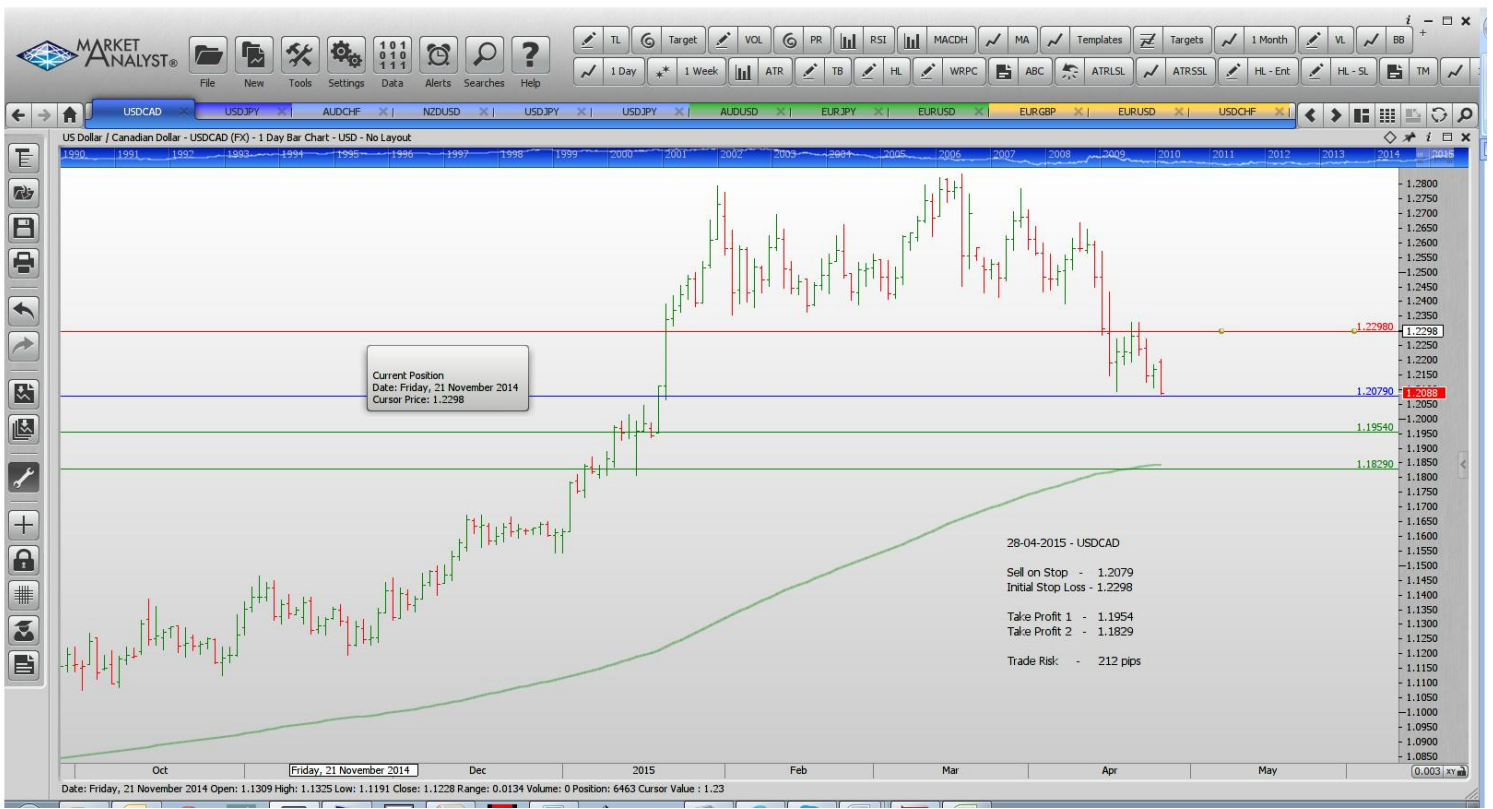 i
MARKET ANALYST®
File New Tools Settings Data Alerts Searches Help
TL Target VOL PR RSI MACDH MA Templates Targets 1 Month VL BB
1 Day 1 Week ATR TB HL WRPC ABC ATRLSL ATRSSL HL - Ent HL - SL TM
USDCAD USDJPY AUDCHF NZDUSD USDJPY USDJPY AUDUSD EURJPY EURUSD EURGBP EURUSD USDCHF
US Dollar / Canadian Dollar - USDCAD (FX) - 1 Day Bar Chart - USD - No Layout
1990 1991 1992 1993 1994 1995 1996 1997 1998 1999 2000 2001 2002 2003 2004 2005 2006 2007 2008 2009 2010 2011 2012 2013 2014 2015
1.2800
1.2750
1.2700
1.2650
1.2600
1.2550
1.2500
1.2450
1.2400
1.2350
1.22980 1.2298
1.2250
1.2200
1.2150
1.20790 1.2088
1.2050
1.2000
1.19540
1.1950
1.1900
1.1850
1.18290
1.1800
1.1750
1.1700
1.1650
1.1600
1.1550
1.1500
1.1450
1.1400
1.1350
1.1300
1.1250
1.1200
1.1150
1.1100
1.1050
1.1000
1.0950
1.0900
1.0850
Current Position
Date: Friday, 21 November 2014
Cursor Price: 1.2298
28-04-2015 - USDCAD
Sell on Stop - 1.2079
Initial Stop Loss - 1.2298
Take Profit 1 - 1.1954
Take Profit 2 - 1.1829
Trade Risk - 212 pips
Oct Friday, 21 November 2014 Dec 2015 Feb Mar Apr May
0.003 XY
Date: Friday, 21 November 2014 Open: 1.1309 High: 1.1325 Low: 1.1191 Close: 1.1228 Range: 0.0134 Volume: 0 Position: 6463 Cursor Value : 1.23